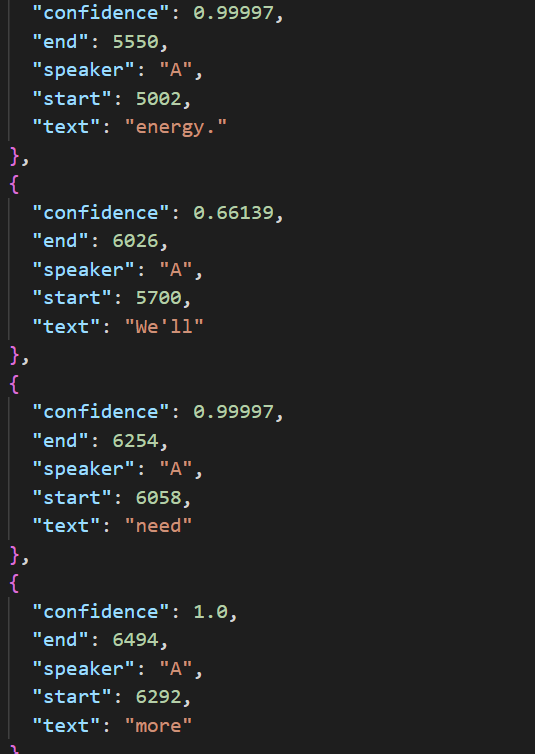 "confidence": 0.99997,
"end": 5550,
"speaker": "A",
"start": 5002,
"text": "energy."
},
{
"confidence": 0.66139,
"end": 6026,
"speaker": "A",
"start": 5700,
"text": "We'll"
},
{
"confidence": 0.99997,
"end": 6254,
"speaker": "A",
"start": 6058,
"text": "need"
},
{
"confidence": 1.0,
"end": 6494,
"speaker": "A",
"start": 6292,
"text": "more"
}